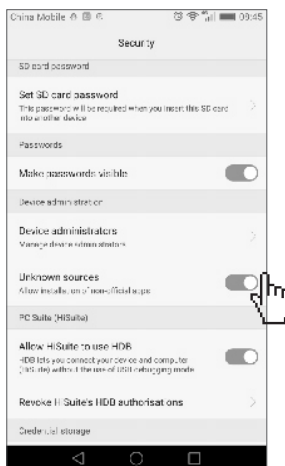 China Mobile 09:45
Security
SD card password
Set SD card password
This password will be required when you insert this SD card
into another device
Passwords
Make passwords visible
Device administration
Device administrators
Manage device administrators
Unknown sources
Allow installation of non-official apps
PC Suite (HiSuite)
Allow HiSuite to use HDB
HDB lets you connect your device and computer
(HiSuite) without the use of USB debugging mode
Revoke HiSuite's HDB authorisations
Credential storage